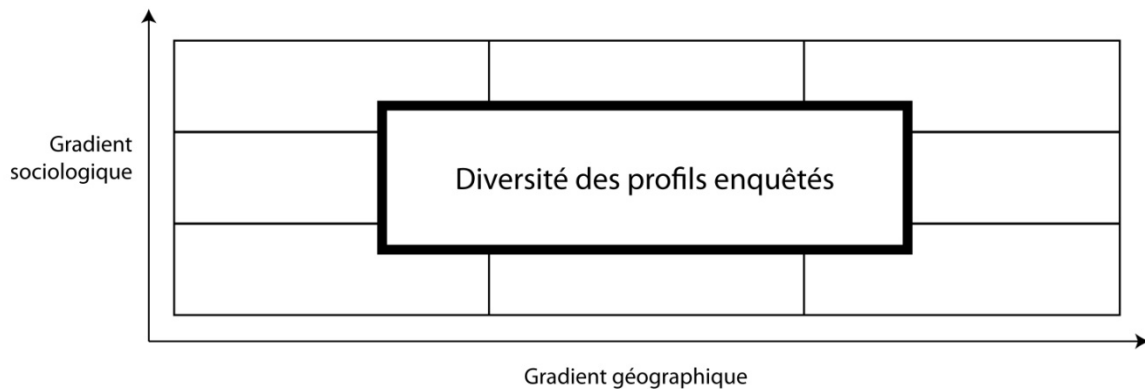 Gradient
sociologique
Diversité des profils enquêtés
Gradient géographique